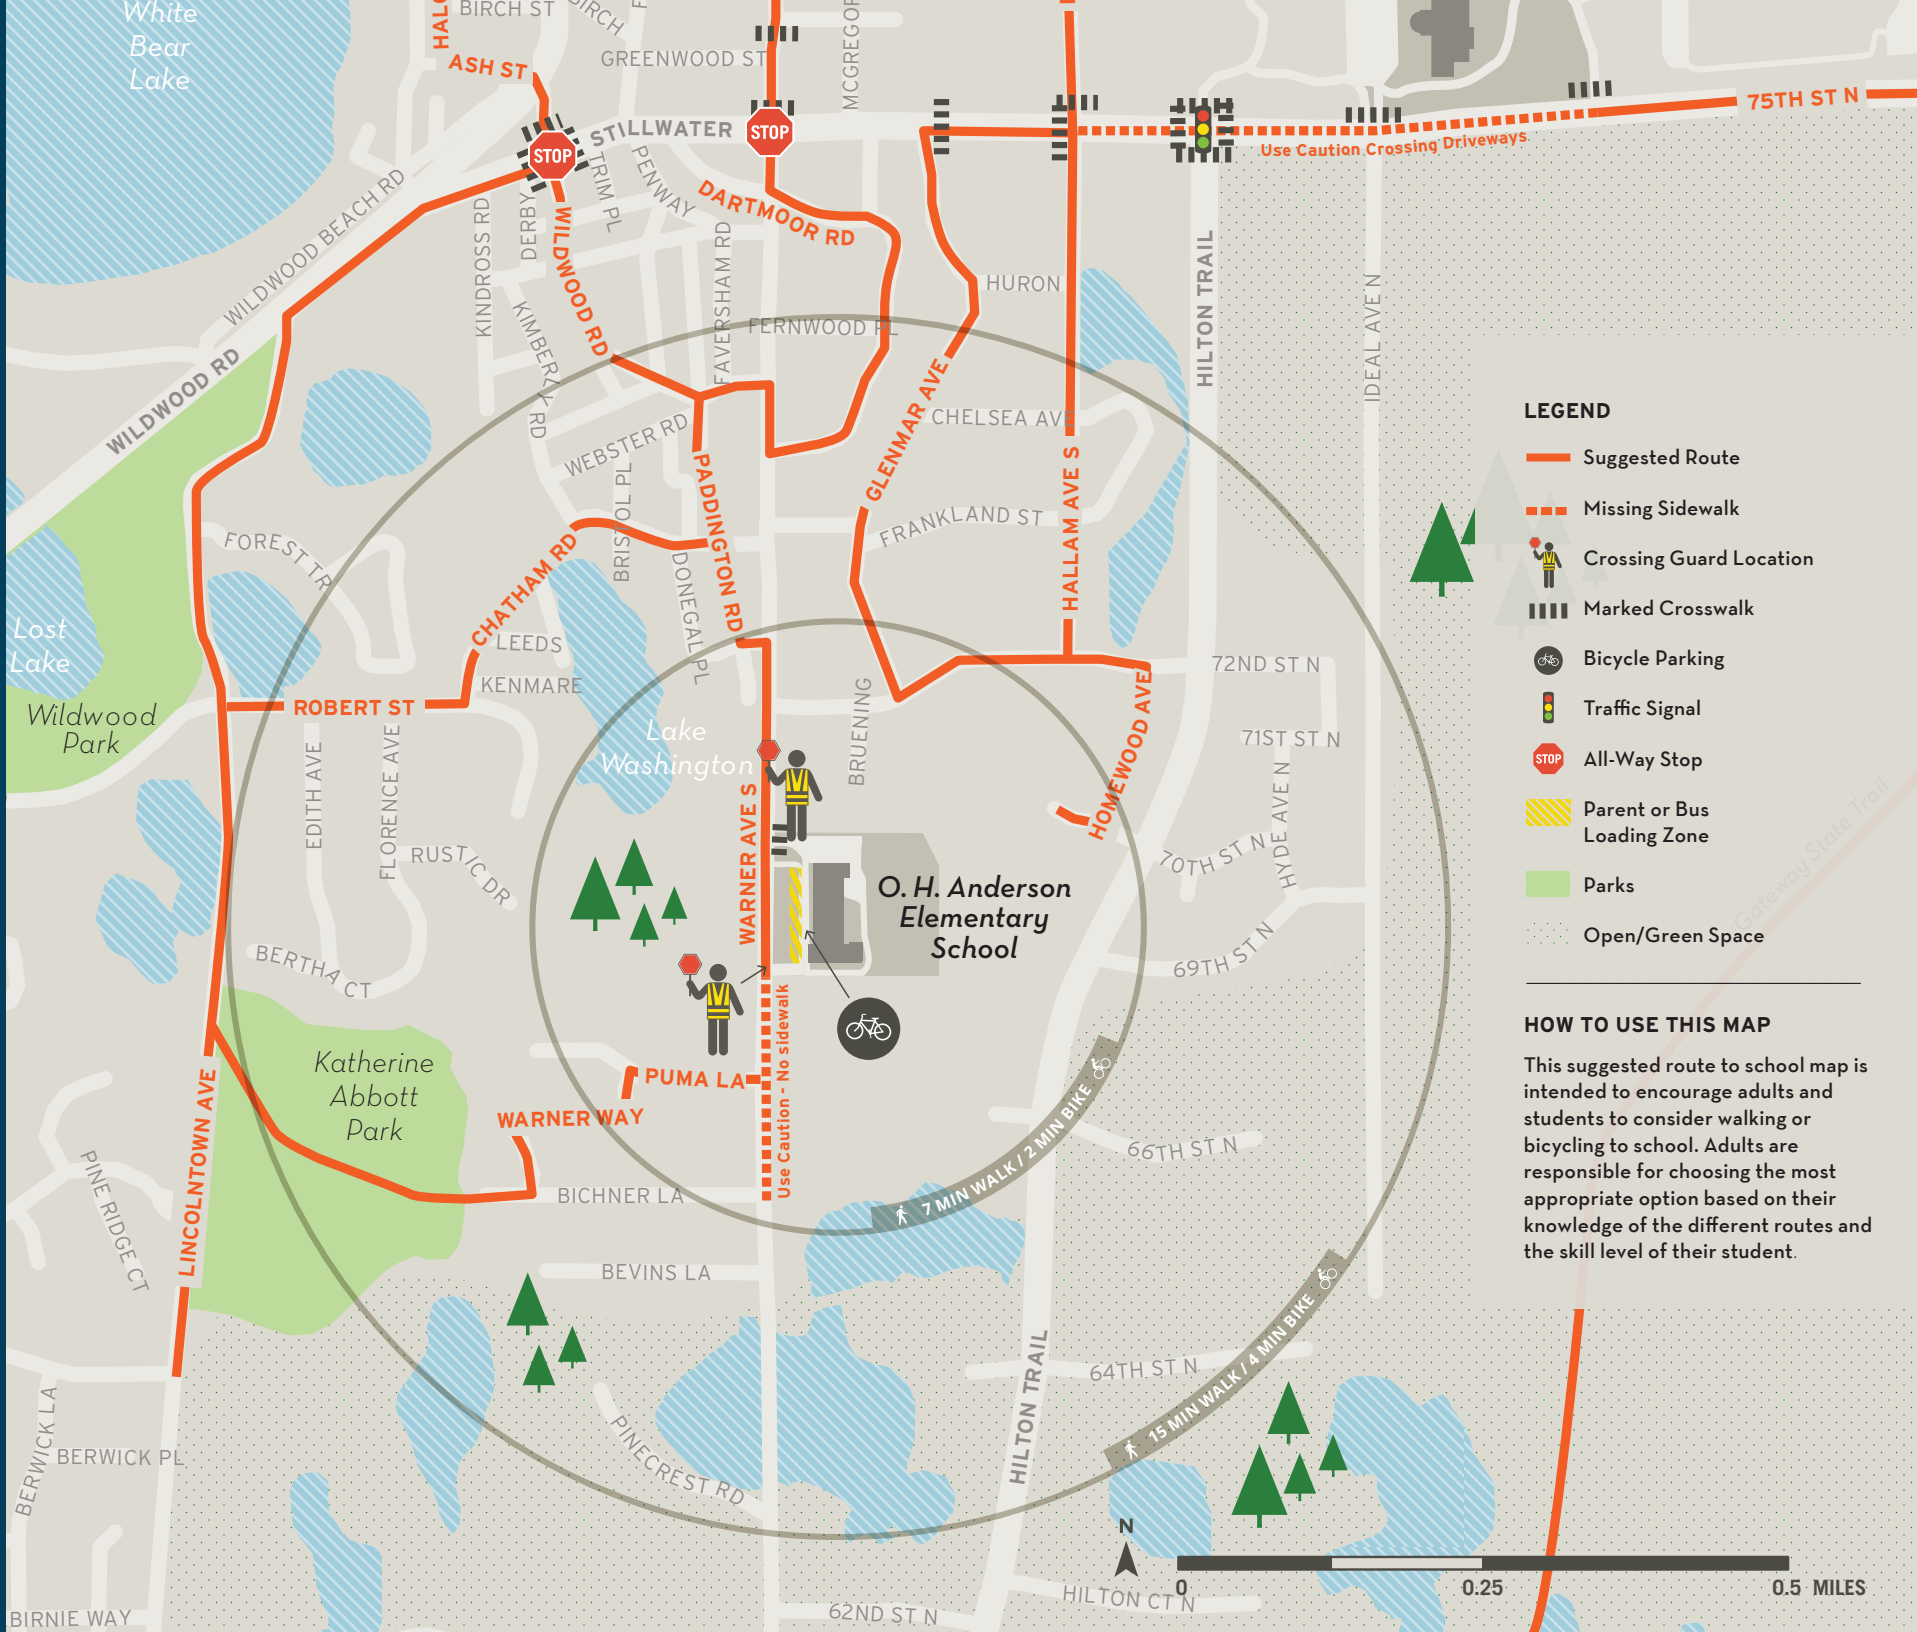 White
Bear
Lake
HALC
BIRCH ST
BIRCH
ASH ST
GREENWOOD ST
MCGREGOR
STILLWATER
STOP
STOP
75TH ST N
Use Caution Crossing Driveways
WILDWOOD BEACH RD
KINDROSS RD
DERBY
TRIM PL
PENWAY
DARTMOOR RD
WILDWOOD RD
FAVERSHAM RD
KIMBERLY RD
HURON
FERNWOOD PL
HILTON TRAIL
IDEAL AVE N
WILDWOOD RD
WEBSTER RD
BRISTOL PL
PADDINGTON RD
GLENMAR AVE
CHELSEA AVE
HALLAM AVE S
FRANKLAND ST
FOREST TR
CHATHAM RD
DONEGAL PL
LEEDS
KENMARE
Lost
Lake
Wildwood
Park
ROBERT ST
EDITH AVE
FLORENCE AVE
Lake
Washington
BRUENING
72ND ST N
71ST ST N
HOMEWOOD AVE
HYDE AVE N
70TH ST N
69TH ST N
RUSTIC DR
BERTHA CT
WARNER AVE S
O. H. Anderson
Elementary
School
Use Caution - No sidewalk
Katherine
Abbott
Park
PUMA LA
WARNER WAY
LINCOLNTOWN AVE
PINE RIDGE CT
BICHNER LA
BEVINS LA
7 MIN WALK / 2 MIN BIKE
66TH ST N
15 MIN WALK / 4 MIN BIKE
64TH ST N
HILTON TRAIL
PINECREST RD
BERWICK LA
BERWICK PL
BIRNIE WAY
62ND ST N
HILTON CT N
N
0
0.25
0.5 MILES
LEGEND
Suggested Route
Missing Sidewalk
Crossing Guard Location
Marked Crosswalk
Bicycle Parking
Traffic Signal
STOP
All-Way Stop
Parent or Bus
Loading Zone
Parks
Open/Green Space
Gateway State Trail
HOW TO USE THIS MAP
This suggested route to school map is
intended to encourage adults and
students to consider walking or
bicycling to school. Adults are
responsible for choosing the most
appropriate option based on their
knowledge of the different routes and
the skill level of their student.